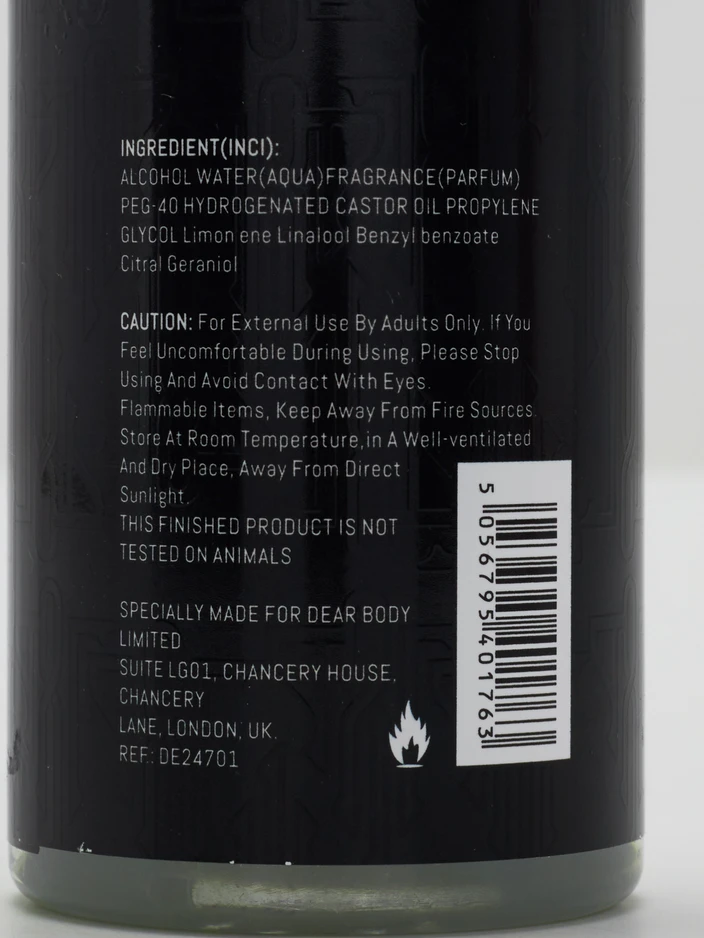 INGREDIENT(INCI):
ALCOHOL WATER(AQUA)FRAGRANCE(PARFUM)
PEG-40 HYDROGENATED CASTOR OIL PROPYLENE
GLYCOL Limon ene Linalool Benzyl benzoate
Citral Geraniol
CAUTION: For External Use By Adults Only. If You
Feel Uncomfortable During Using, Please Stop
Using And Avoid Contact With Eyes.
Flammable Items, Keep Away From Fire Sources.
Store At Room Temperature,in A Well-ventilated
And Dry Place, Away From Direct
Sunlight.
THIS FINISHED PRODUCT IS NOT
TESTED ON ANIMALS
SPECIALLY MADE FOR DEAR BODY
LIMITED
SUITE LG01, CHANCERY HOUSE,
CHANCERY
LANE, LONDON, UK.
REF.: DE24701
5 056795 401763